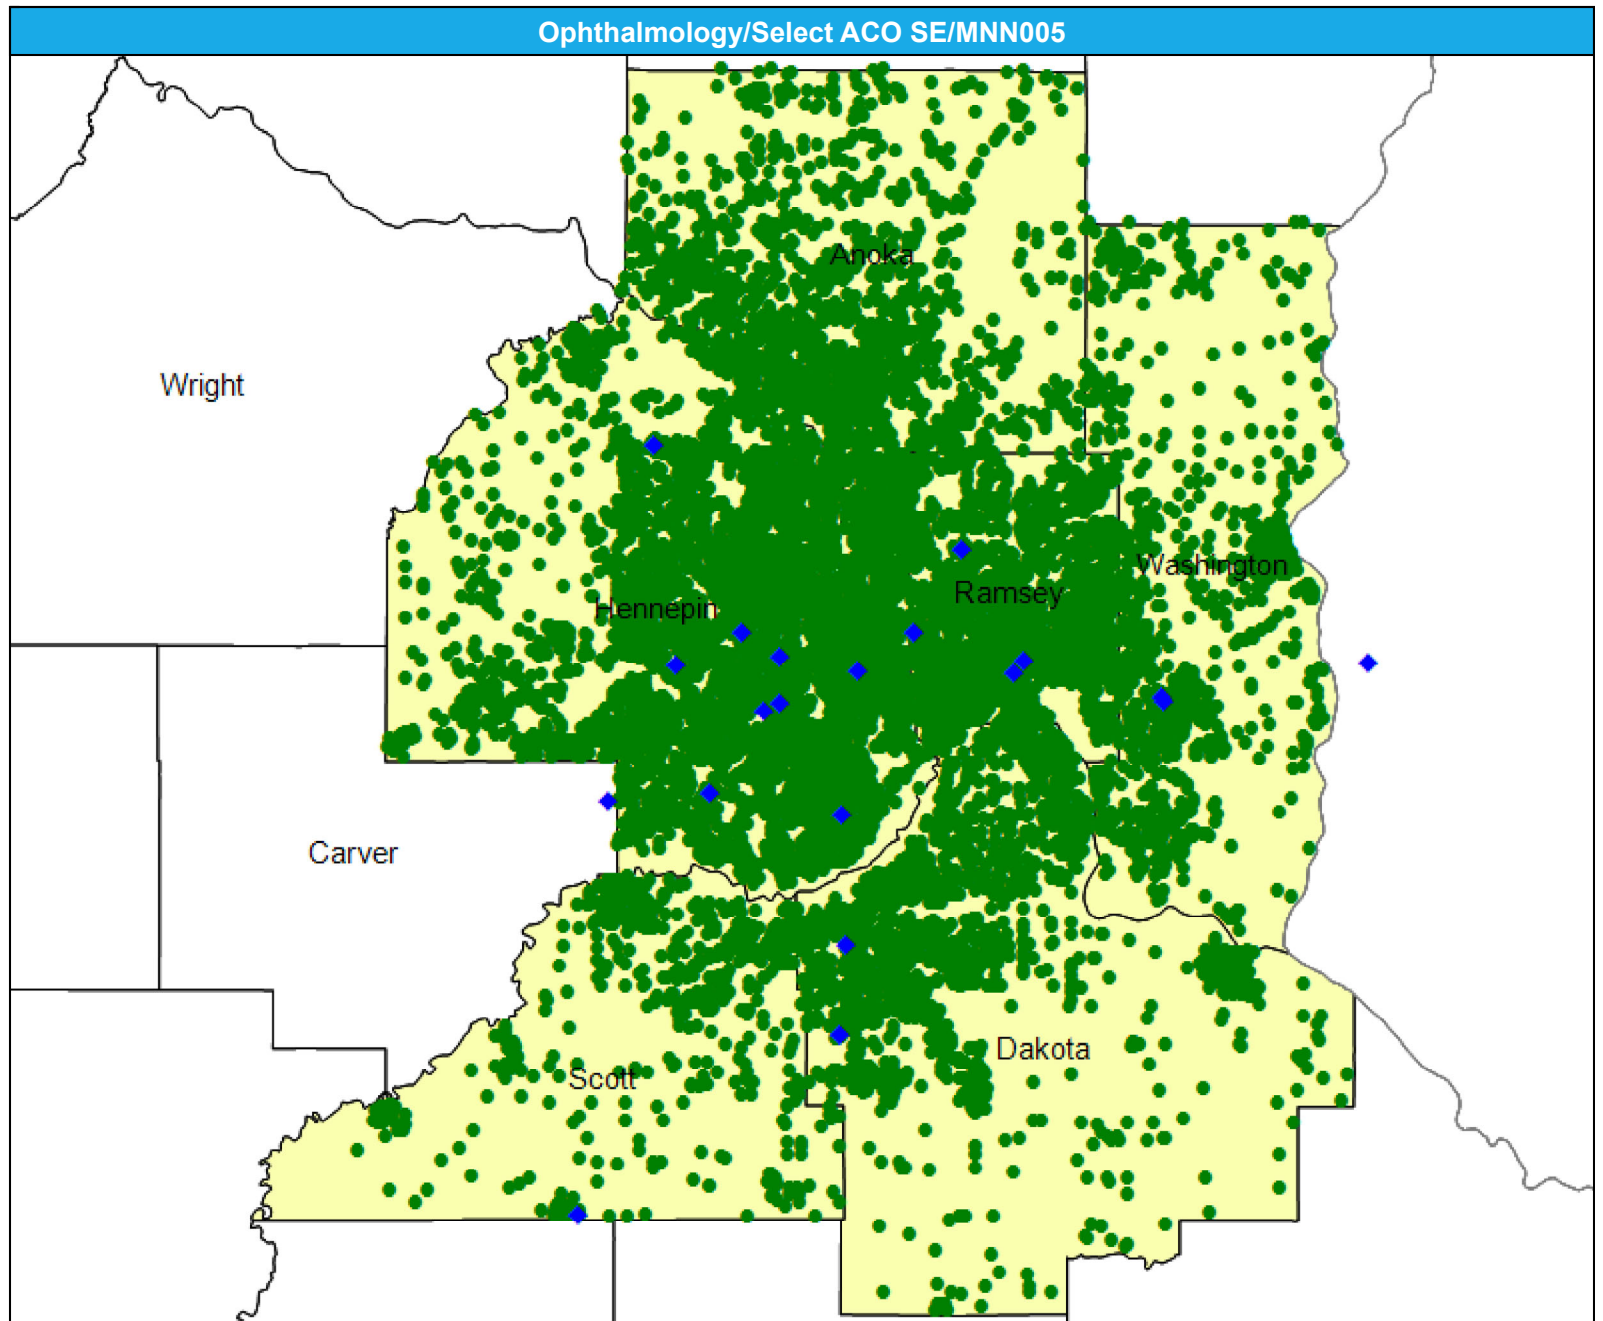 Ophthalmology/Select ACO SE/MNN005
Anoka
Wright
Washington
Ramsey
Hennepin
Carver
Dakota
Scott